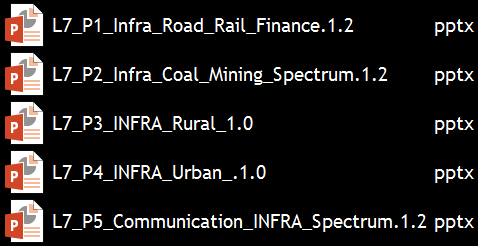 L7_P1_Infra_Road_Rail_Finance.1.2 pptx
L7_P2_Infra_Coal_Mining_Spectrum.1.2 pptx
L7_P3_INFRA_Rural_1.0 pptx
L7_P4_INFRA_Urban_.1.0 pptx
L7_P5_Communication_INFRA_Spectrum.1.2 pptx